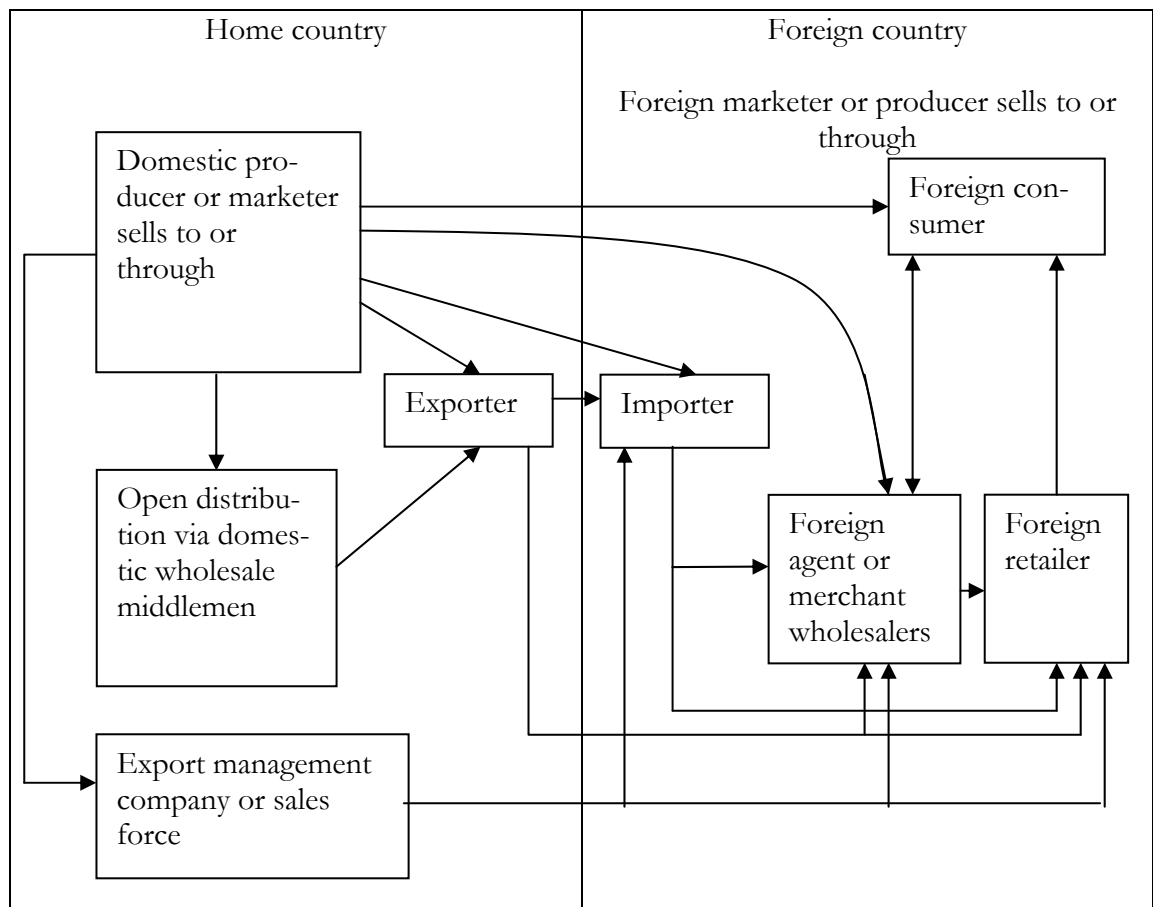 Home country
Foreign country
Foreign marketer or producer sells to or
through
Domestic pro-
ducer or marketer
sells to or
through
Foreign con-
sumer
Exporter
Importer
Open distribu-
tion via domes-
tic wholesale
middlemen
Foreign
agent or
merchant
wholesalers
Foreign
retailer
Export management
company or sales
force